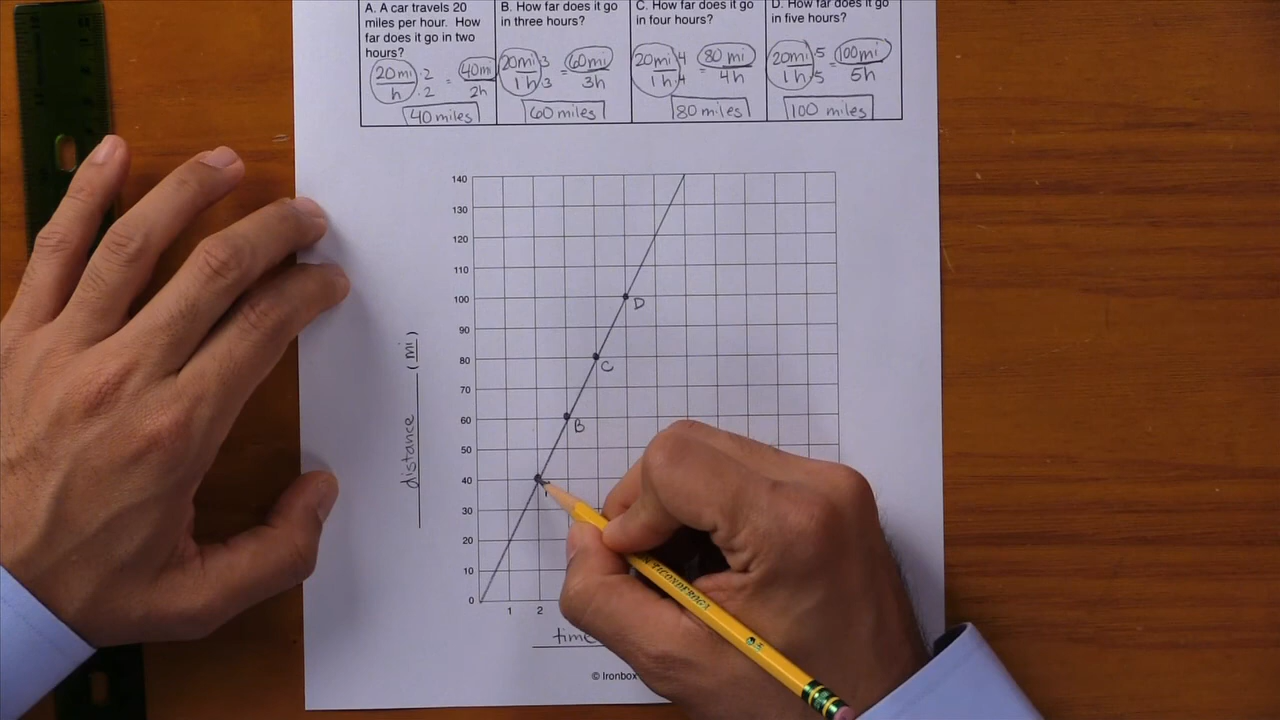 A. A car travels 20
miles per hour. How
far does it go in two
hours?
20mi/h · 2/· 2 = 40mi/2h
40 miles
B. How far does it go
in three hours?
20mi/1h · 3/3 = 60mi/3h
60 miles
C. How far does it go
in four hours?
20mi/1h · 4/· 4 = 80 mi/4h
80 miles
D. How far does it go
in five hours?
20mi/1h · 5/· 5 = 100mi/5h
100 miles
140
130
120
110
100
90
80
70
60
50
40
30
20
10
0
1 2
D
C
B
distance (mi)
time
© Ironbox
TICONDEROGA